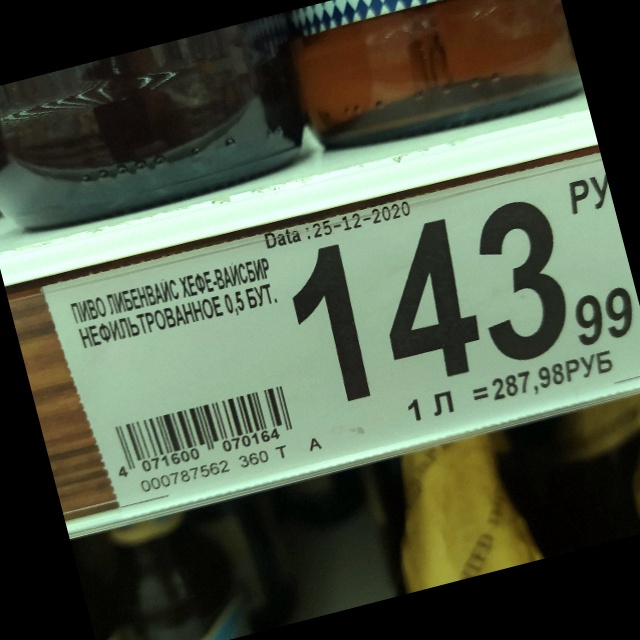 Data : 25-12-2020
ПИВО ЛИБЕНВАЙС ХЕФЕ-ВАИСБИР
НЕФИЛЬТРОВАННОЕ 0,5 БУТ.
143 99 РУ
1 Л =287,98РУБ
4 071600 070164
000787562 360 Т А